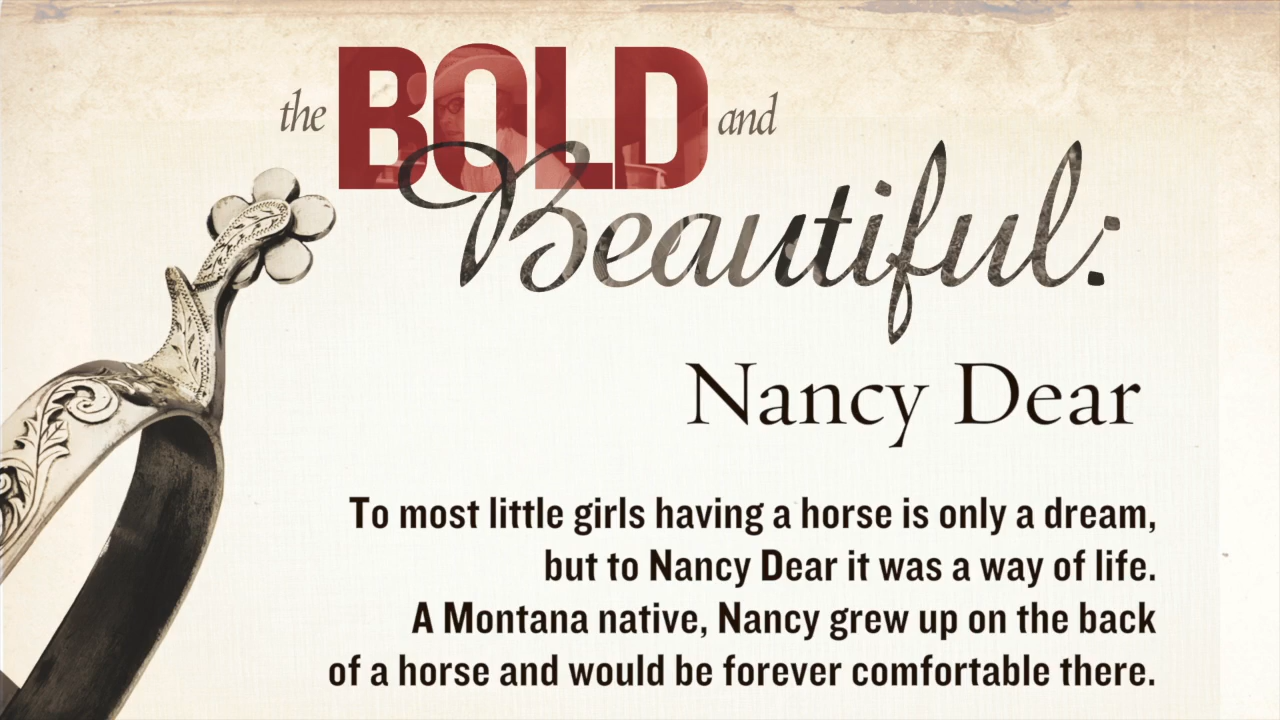 the BOLD and
Beautiful:
Nancy Dear
To most little girls having a horse is only a dream,
but to Nancy Dear it was a way of life.
A Montana native, Nancy grew up on the back
of a horse and would be forever comfortable there.